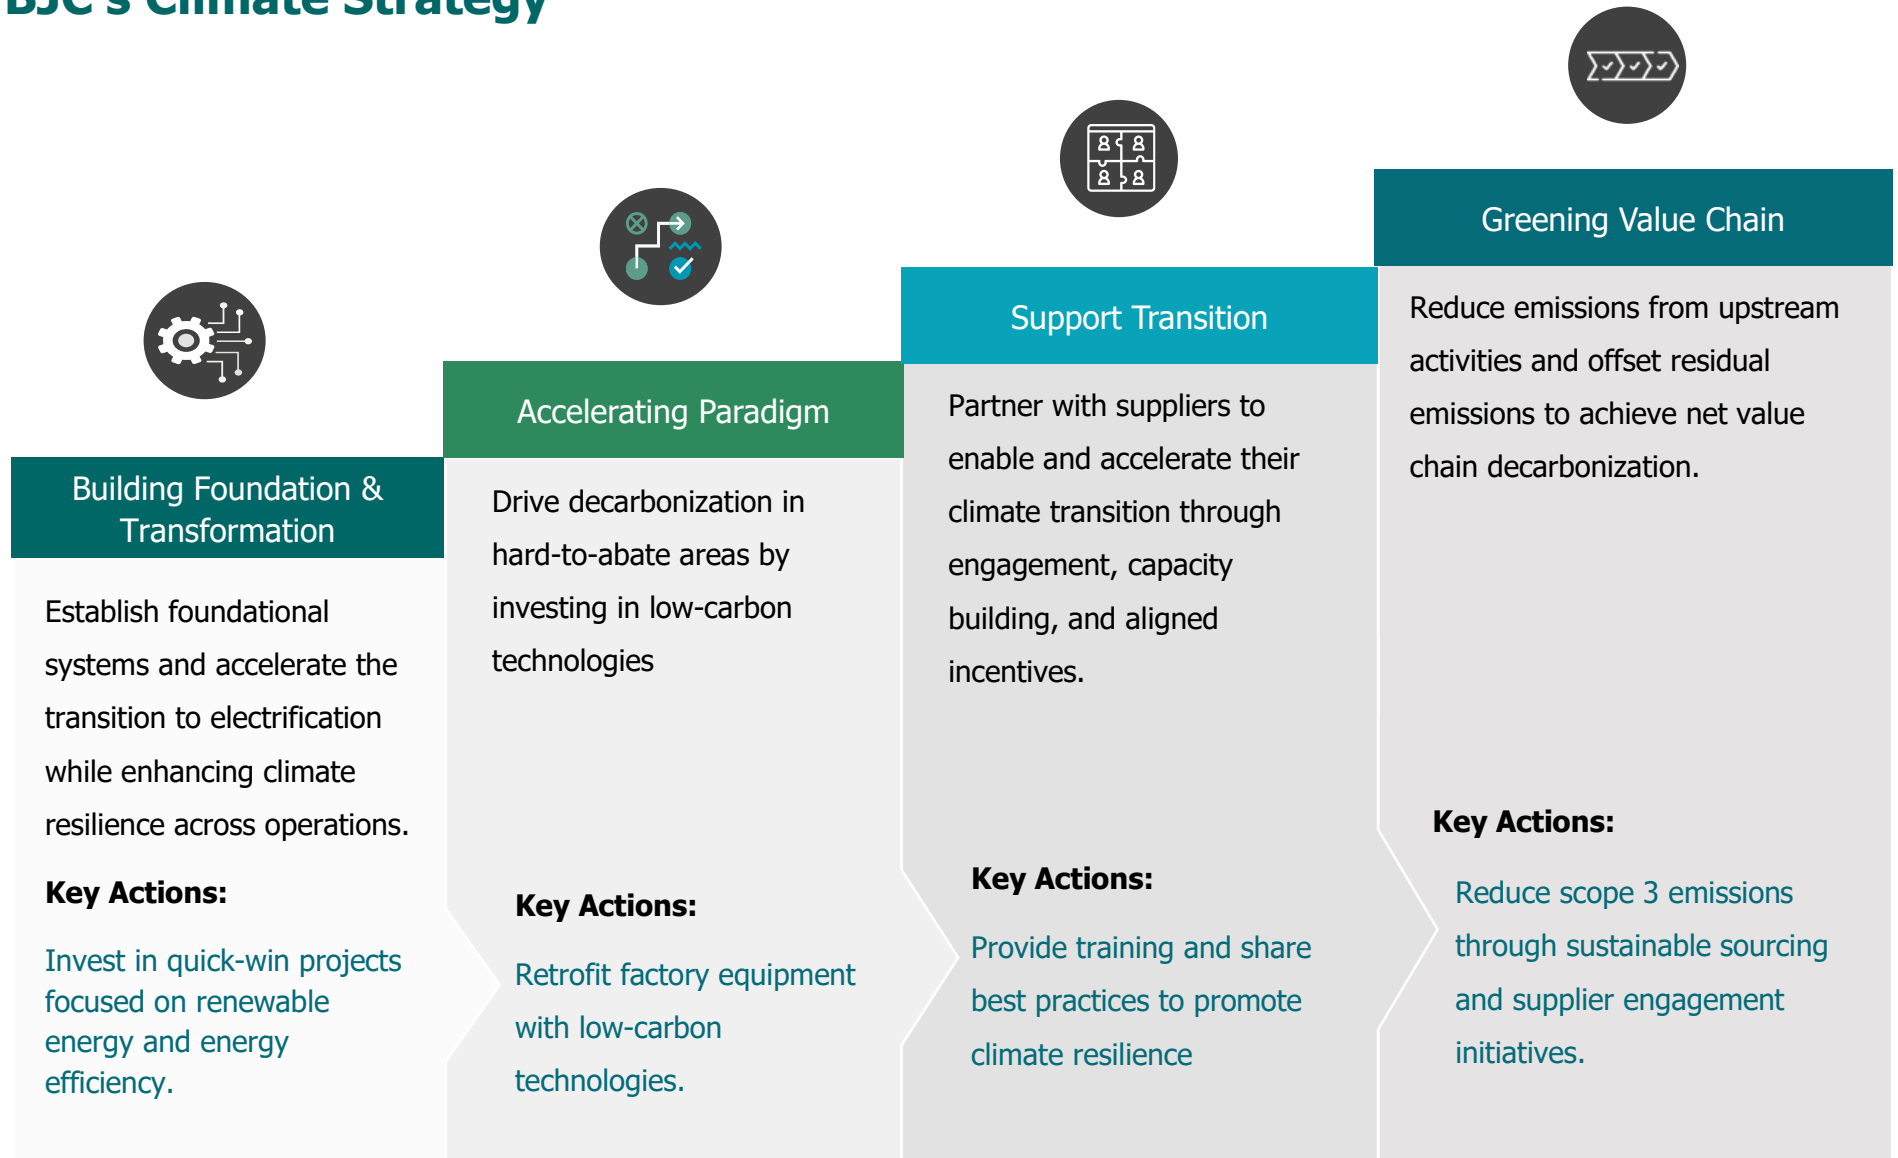 BJC's Climate Strategy
Building Foundation &
Transformation
Establish foundational
systems and accelerate the
transition to electrification
while enhancing climate
resilience across operations.
Key Actions:
Invest in quick-win projects
focused on renewable
energy and energy
efficiency.
Accelerating Paradigm
Drive decarbonization in
hard-to-abate areas by
investing in low-carbon
technologies
Key Actions:
Retrofit factory equipment
with low-carbon
technologies.
Support Transition
Partner with suppliers to
enable and accelerate their
climate transition through
engagement, capacity
building, and aligned
incentives.
Key Actions:
Provide training and share
best practices to promote
climate resilience
Greening Value Chain
Reduce emissions from upstream
activities and offset residual
emissions to achieve net value
chain decarbonization.
Key Actions:
Reduce scope 3 emissions
through sustainable sourcing
and supplier engagement
initiatives.